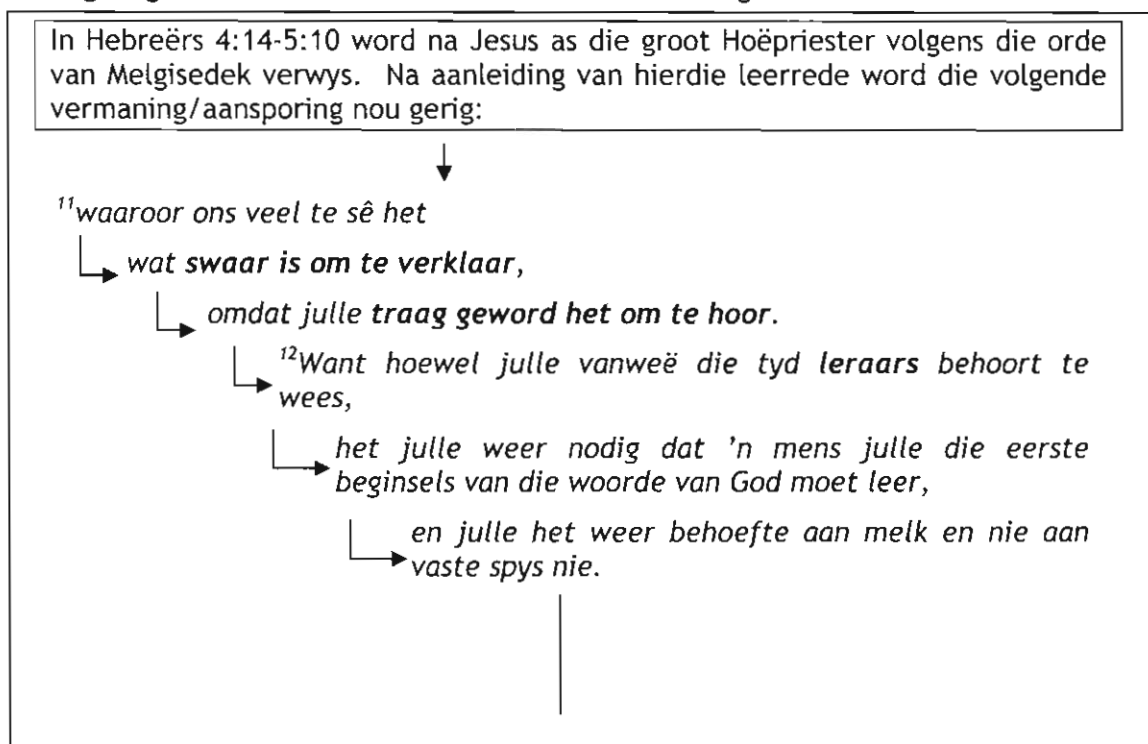 In Hebreërs 4:14-5:10 word na Jesus as die groot Hoëpriester volgens die orde
van Melgisedek verwys. Na aanleiding van hierdie leerrede word die volgende
vermaning/aansporing nou gerig:
¹¹waaroor ons veel te sê het
wat swaar is om te verklaar,
omdat julle traag geword het om te hoor.
¹²Want hoewel julle vanweë die tyd leraars behoort te
wees,
het julle weer nodig dat 'n mens julle die eerste
beginsels van die woorde van God moet leer,
en julle het weer behoefte aan melk en nie aan
vaste spys nie.